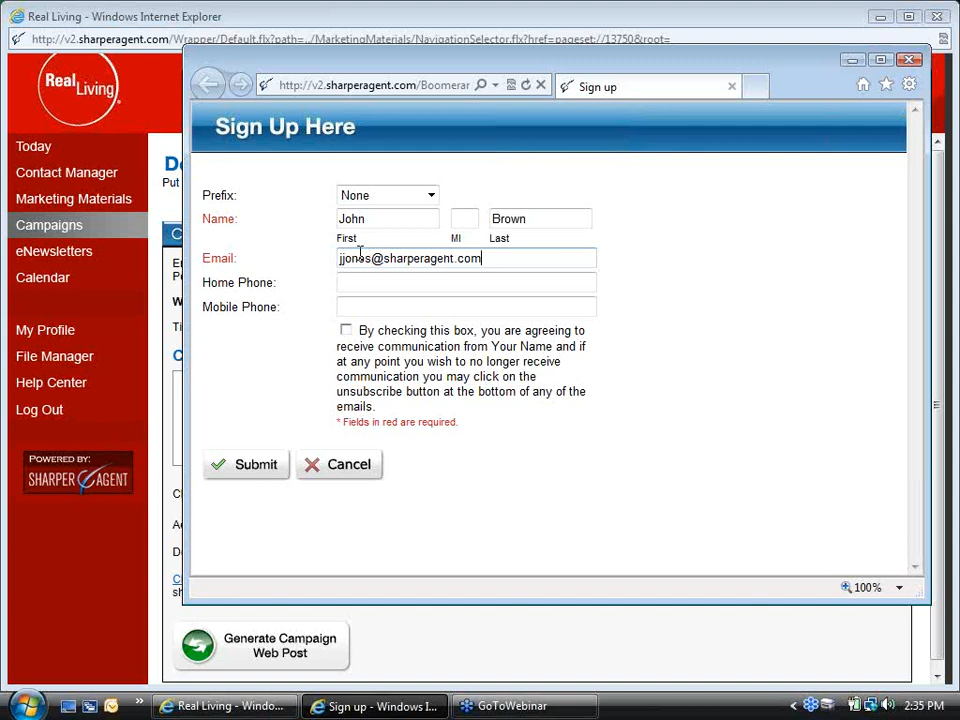 Real Living - Windows Internet Explorer
http://v2.sharperagent.com/Wrapper/Default.flx?path=../MarketingMaterials/NavigationSelector.flx?href=pageset://13750&root=
Real Living
http://v2.sharperagent.com/Boomerar
Sign up
Sign Up Here
Today
Contact Manager
Marketing Materials
Campaigns
eNewsletters
Calendar
My Profile
File Manager
Help Center
Log Out
POWERED BY:
SHARPER AGENT
Put
Prefix: None
Name: John Brown
First MI Last
Email: jjones@sharperagent.com
Home Phone:
Mobile Phone:
By checking this box, you are agreeing to
receive communication from Your Name and if
at any point you wish to no longer receive
communication you may click on the
unsubscribe button at the bottom of any of the
emails.
* Fields in red are required.
Submit Cancel
100%
Generate Campaign
Web Post
Real Living - Windo...
Sign up - Windows I...
GoToWebinar
2:35 PM